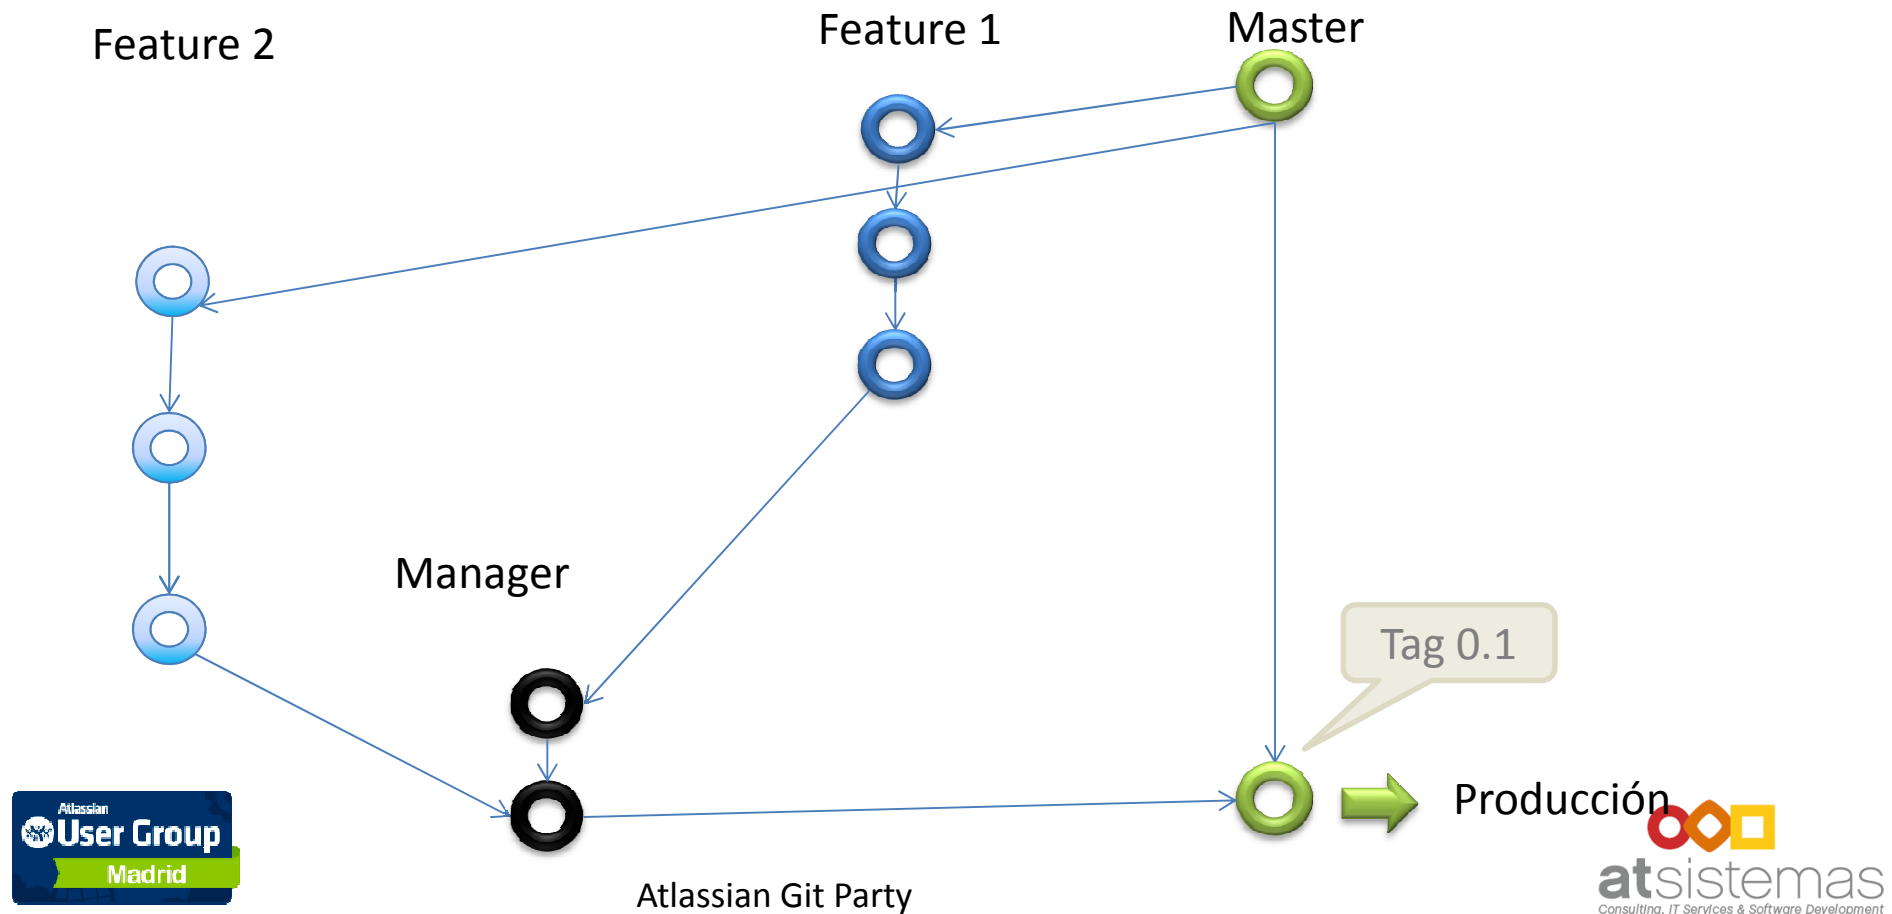 Feature 2
Feature 1
Master
Manager
Tag 0.1
Producción
Atlassian
User Group
Madrid
Atlassian Git Party
atsistemas
Consulting, IT Services & Software Development